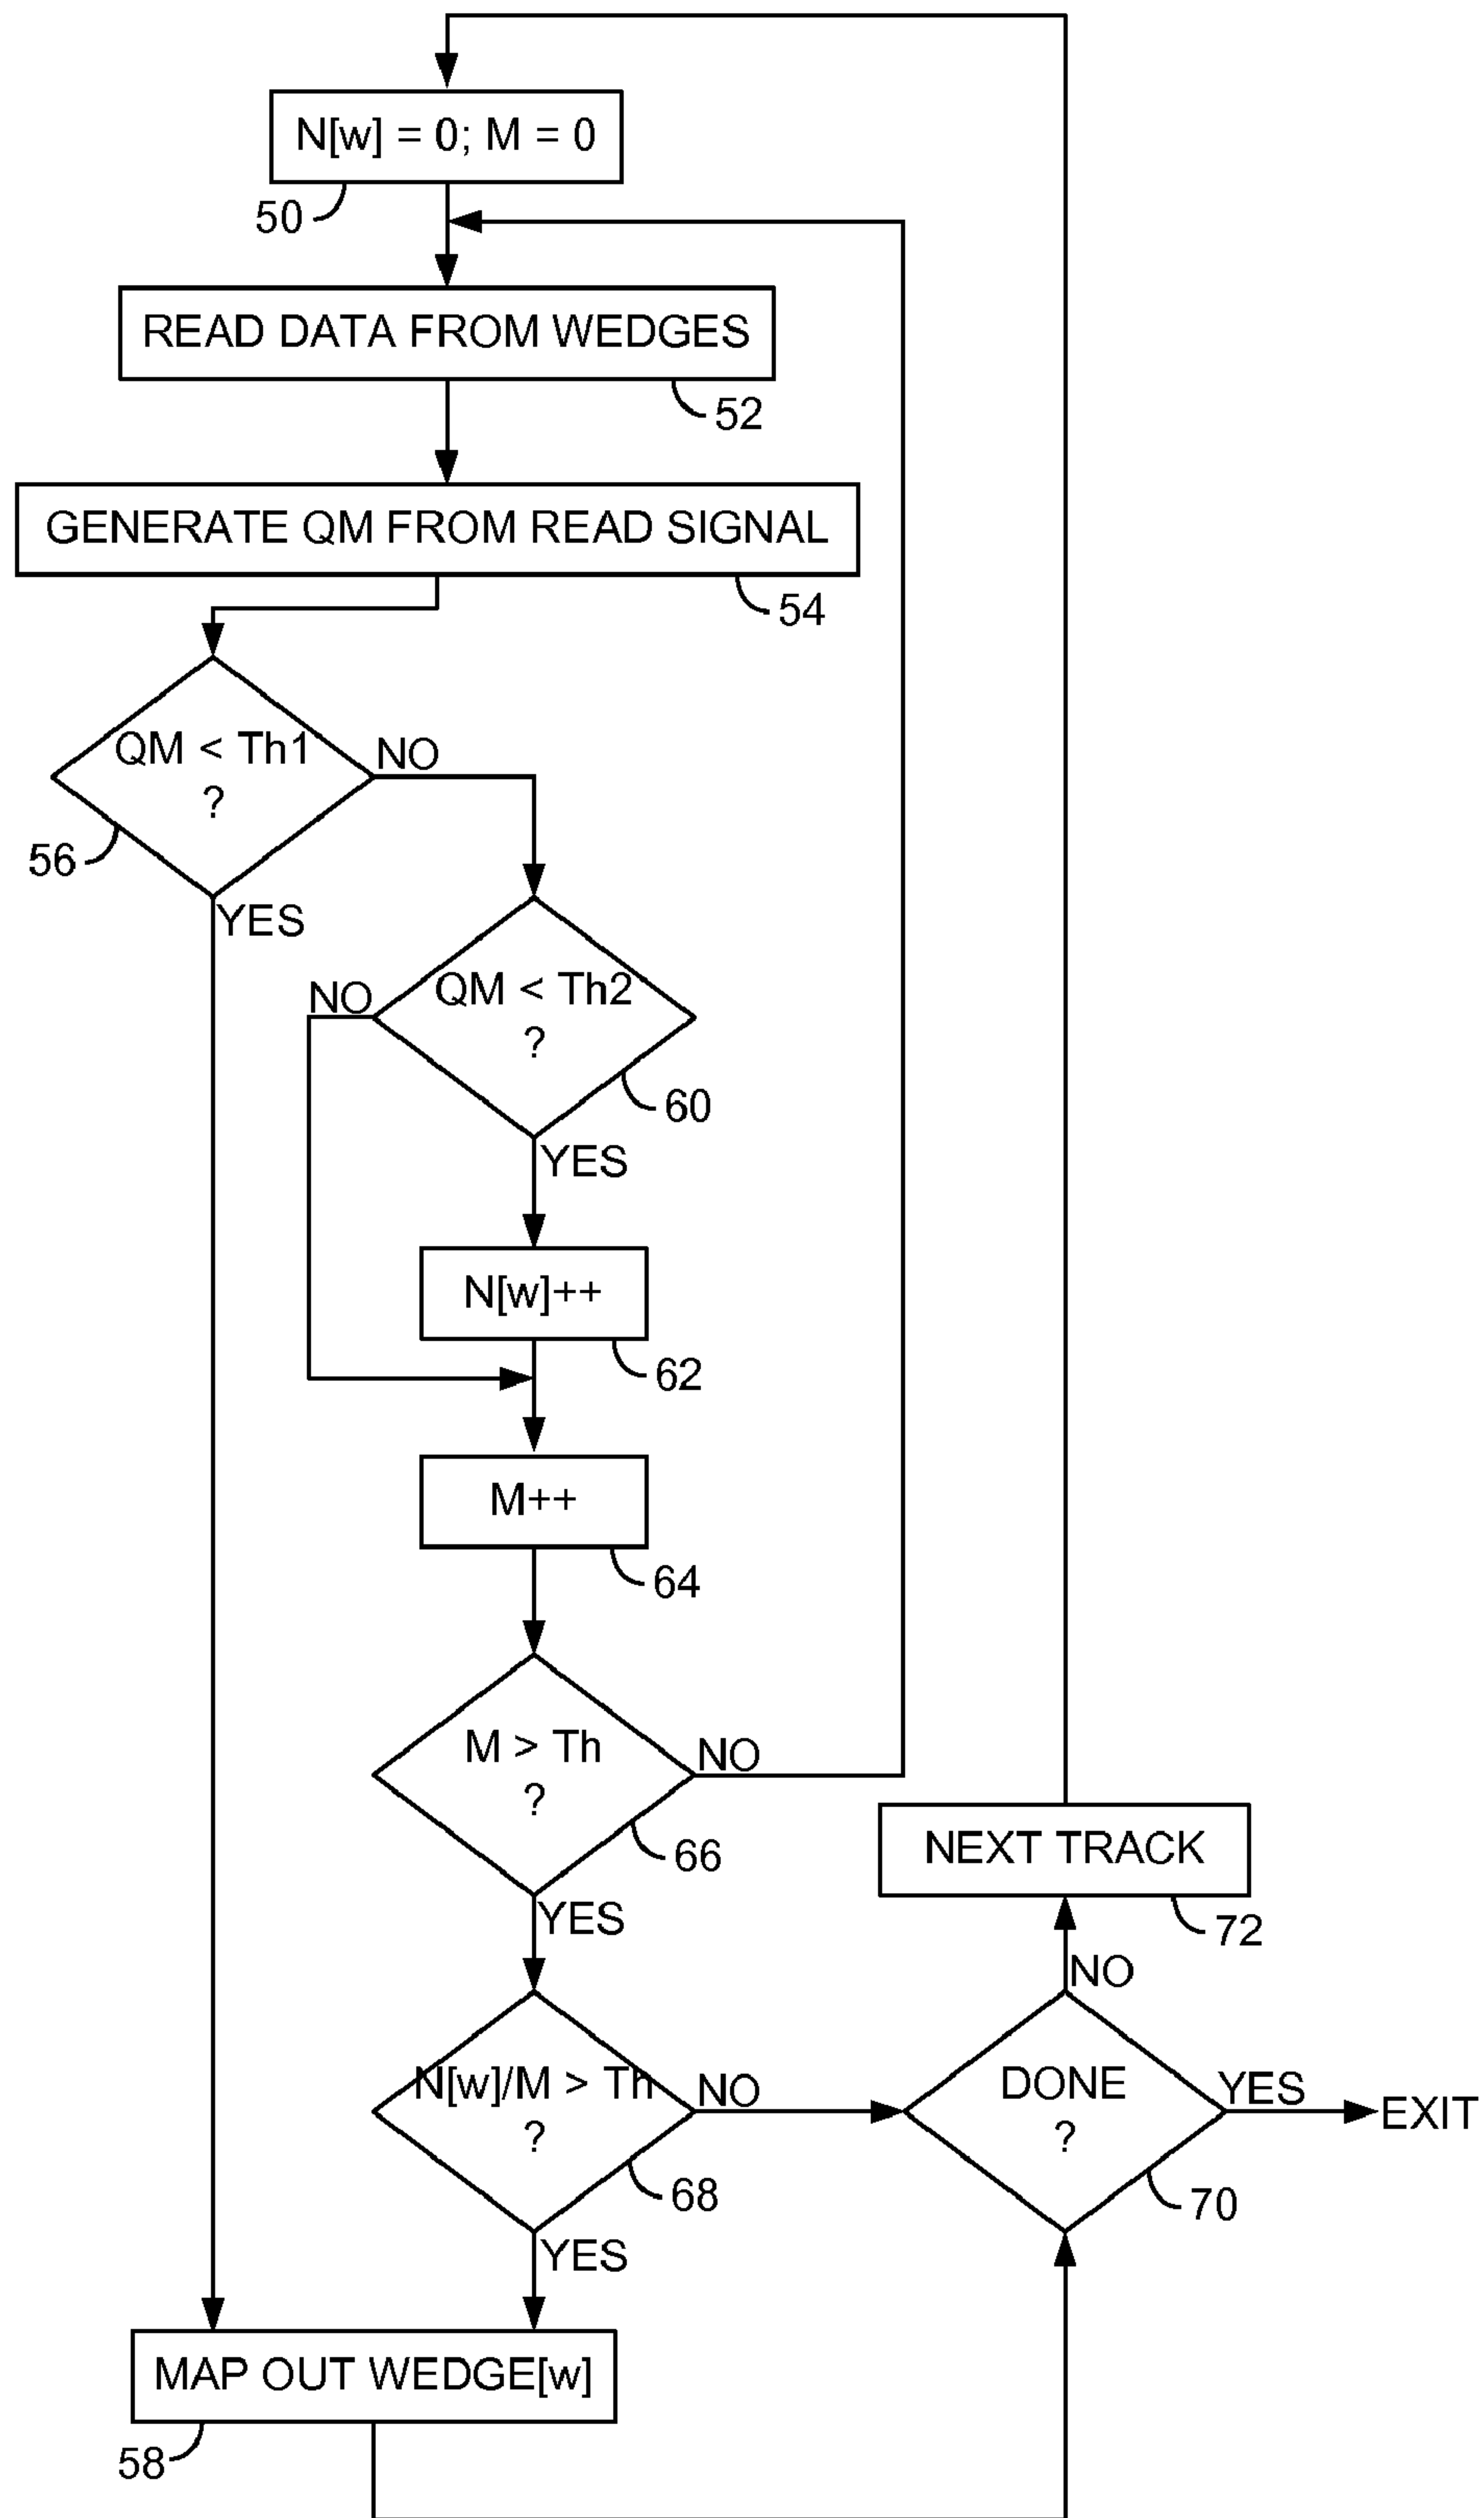 N[w] = 0; M = 0
50
READ DATA FROM WEDGES
52
GENERATE QM FROM READ SIGNAL
54
QM < Th1
?
NO
56
YES
QM < Th2
?
NO
60
YES
N[w]++
62
M++
64
M > Th
?
NO
66
YES
NEXT TRACK
72
NO
N[w]/M > Th
?
NO
68
YES
DONE
?
YES
EXIT
70
MAP OUT WEDGE[w]
58